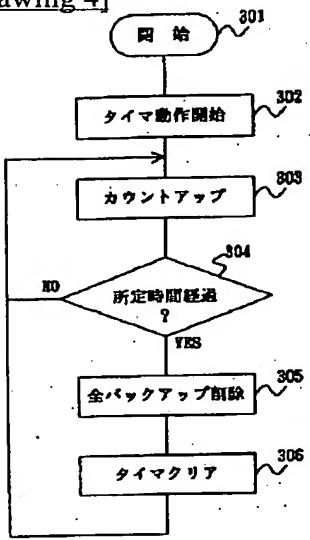 awing 4]
開始
301
タイマ動作開始
302
カウントアップ
303
304
所定時間経過
?
NO
YES
全バックアップ削除
305
タイマクリア
306